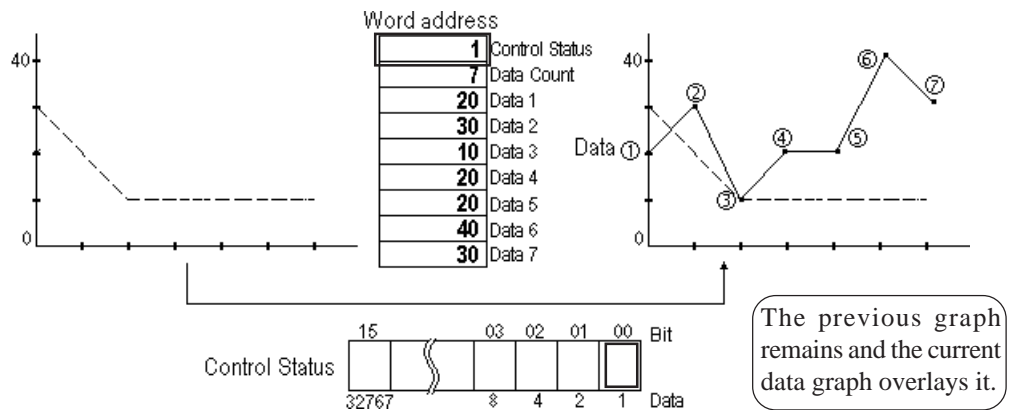 Word address
40
0
1 Control Status
7 Data Count
20 Data 1
30 Data 2
10 Data 3
20 Data 4
20 Data 5
40 Data 6
30 Data 7
40
Data ①
②
③
④
⑤
⑥
⑦
0
15 03 02 01 00 Bit
Control Status
32767 8 4 2 1 Data
The previous graph
remains and the current
data graph overlays it.